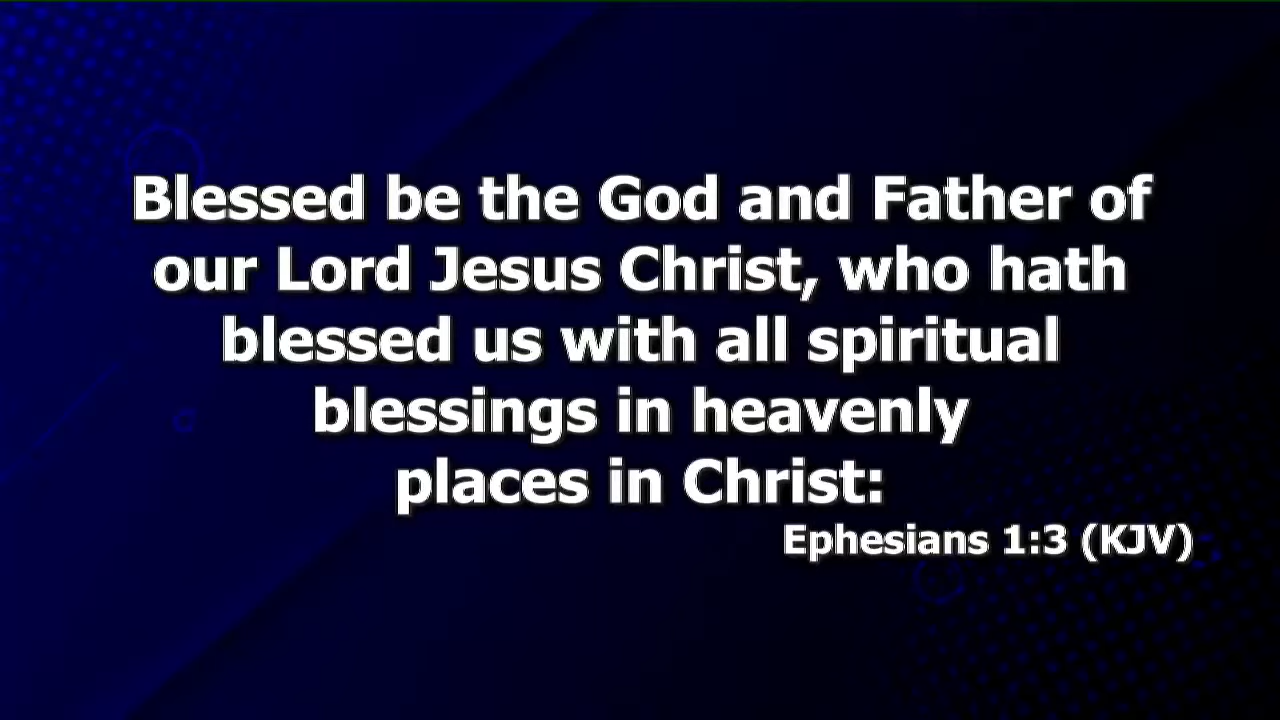 Blessed be the God and Father of
our Lord Jesus Christ, who hath
blessed us with all spiritual
blessings in heavenly
places in Christ:
Ephesians 1:3 (KJV)